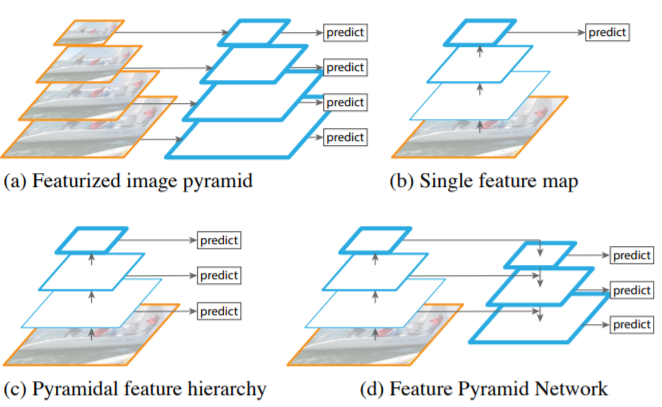 predict
predict
predict
predict
(a) Featurized image pyramid
predict
(b) Single feature map
predict
predict
predict
(c) Pyramidal feature hierarchy
predict
predict
predict
(d) Feature Pyramid Network